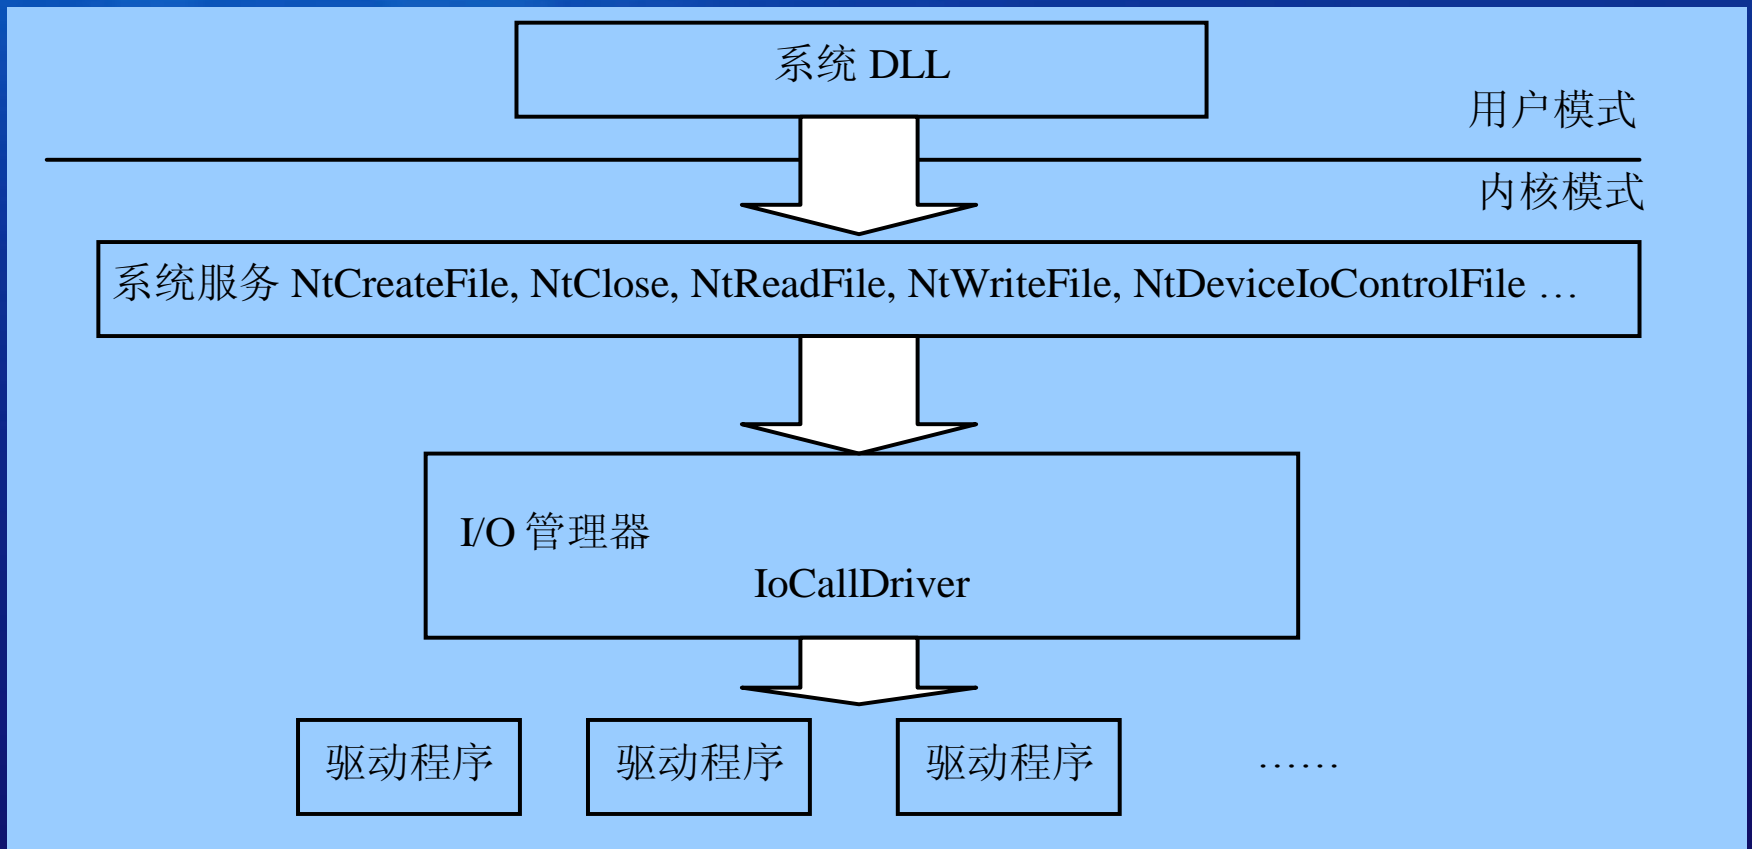 系统 DLL
用户模式
内核模式
系统服务 NtCreateFile, NtClose, NtReadFile, NtWriteFile, NtDeviceIoControlFile …
I/O 管理器
IoCallDriver
驱动程序 驱动程序 驱动程序 ……